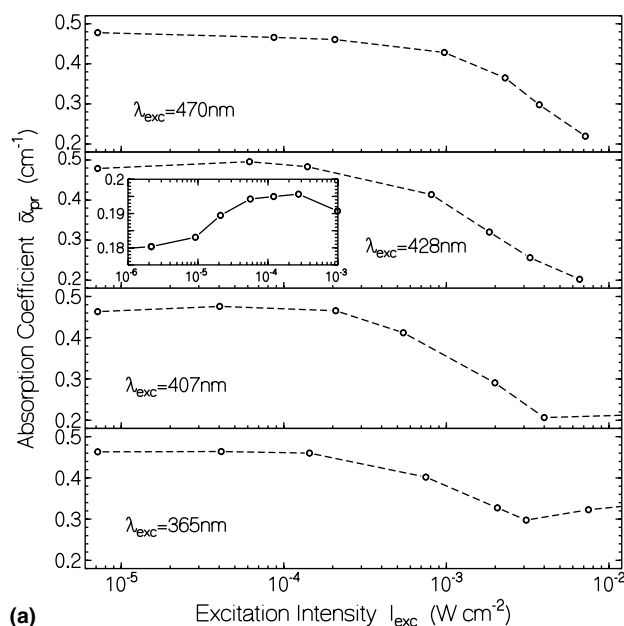 0.5
0.4
0.3
0.2
λexc=470nm
0.5
0.4
0.3
0.2
0.2
0.19
0.18
10-6 10-5 10-4 10-3
λexc=428nm
0.5
0.4
0.3
0.2
λexc=407nm
0.5
0.4
0.3
0.2
λexc=365nm
10-5 10-4 10-3 10-2
Absorption Coefficient α̃pr (cm-1)
(a) Excitation Intensity Iexc (W cm-2)